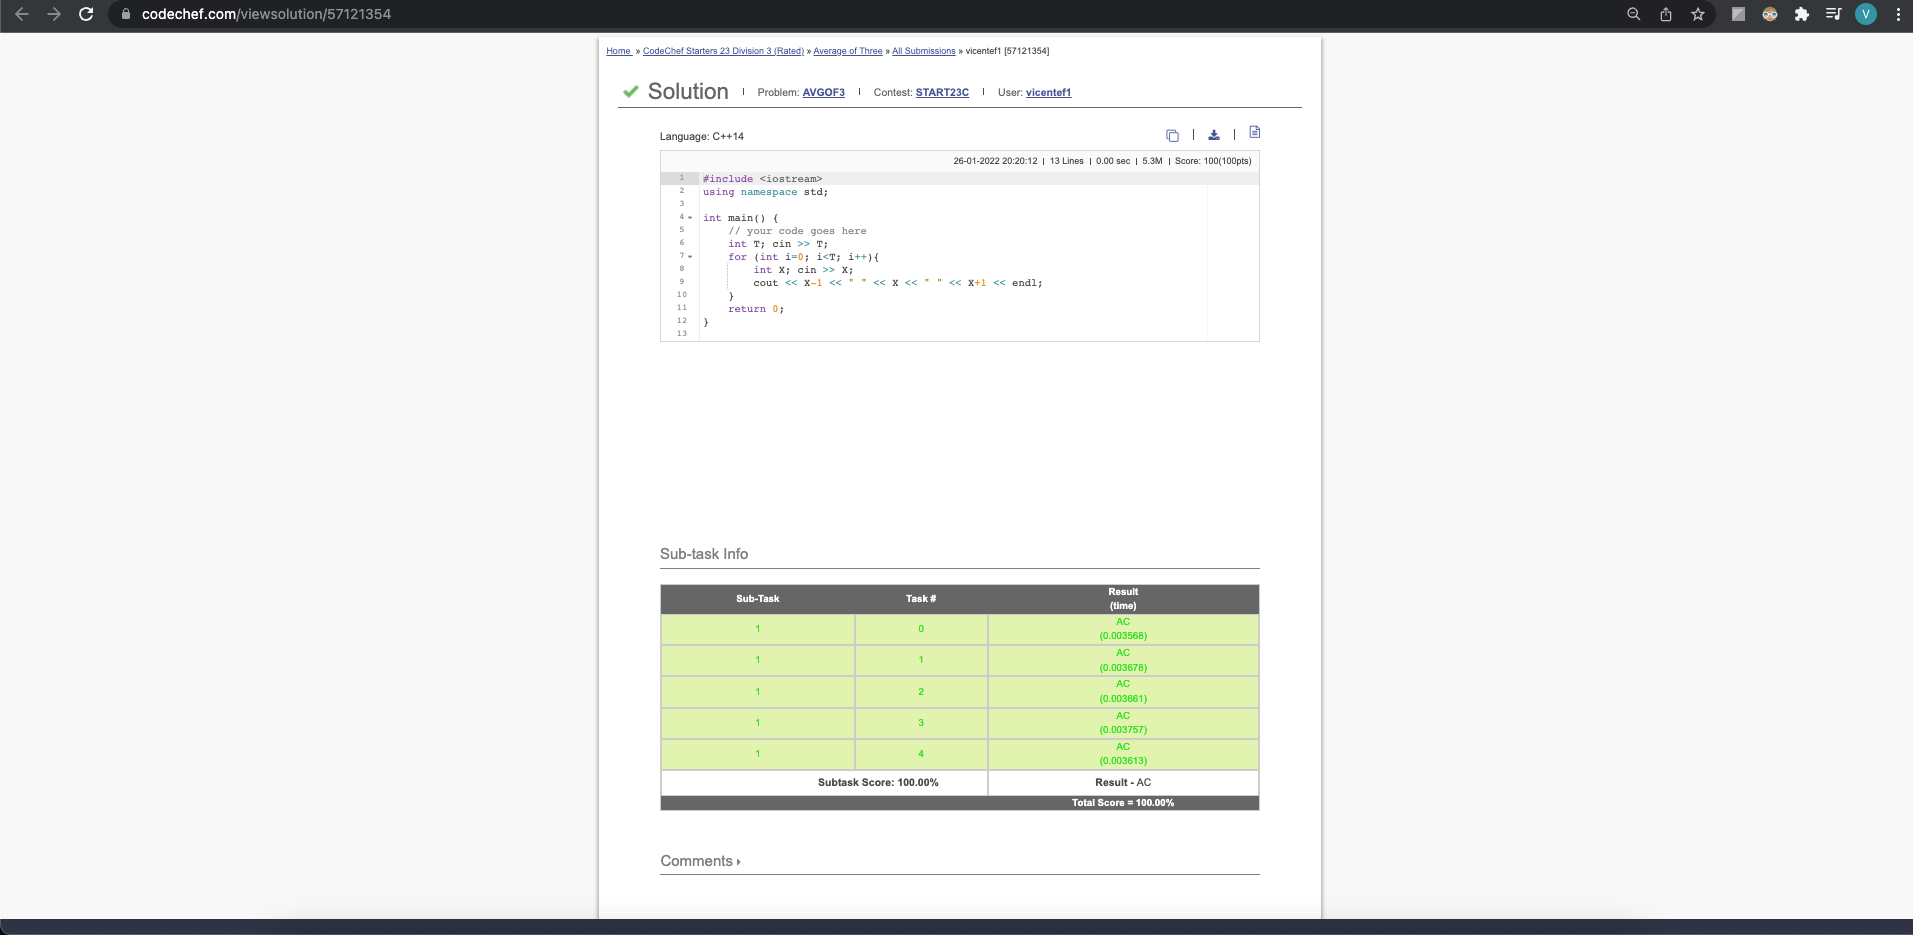 codechef.com/viewsolution/57121354
V
Home » CodeChef Starters 23 Division 3 (Rated) » Average of Three » All Submissions » vicentef1 [57121354]
Solution | Problem: AVGOF3 | Contest: START23C | User: vicentef1
Language: C++14
26-01-2022 20:20:12 | 13 Lines | 0.00 sec | 5.3M | Score: 100(100pts)
1 #include <iostream>
2 using namespace std;
3
4 int main() {
5 // your code goes here
6 int T; cin >> T;
7 for (int i=0; i<T; i++){
8 int X; cin >> X;
9 cout << X-1 << " " << X << " " << X+1 << endl;
10 }
11 return 0;
12 }
13
Sub-task Info
Sub-Task Task # Result
(time)
1 0 AC
(0.003568)
1 1 AC
(0.003678)
1 2 AC
(0.003661)
1 3 AC
(0.003757)
1 4 AC
(0.003613)
Subtask Score: 100.00% Result - AC
Total Score = 100.00%
Comments